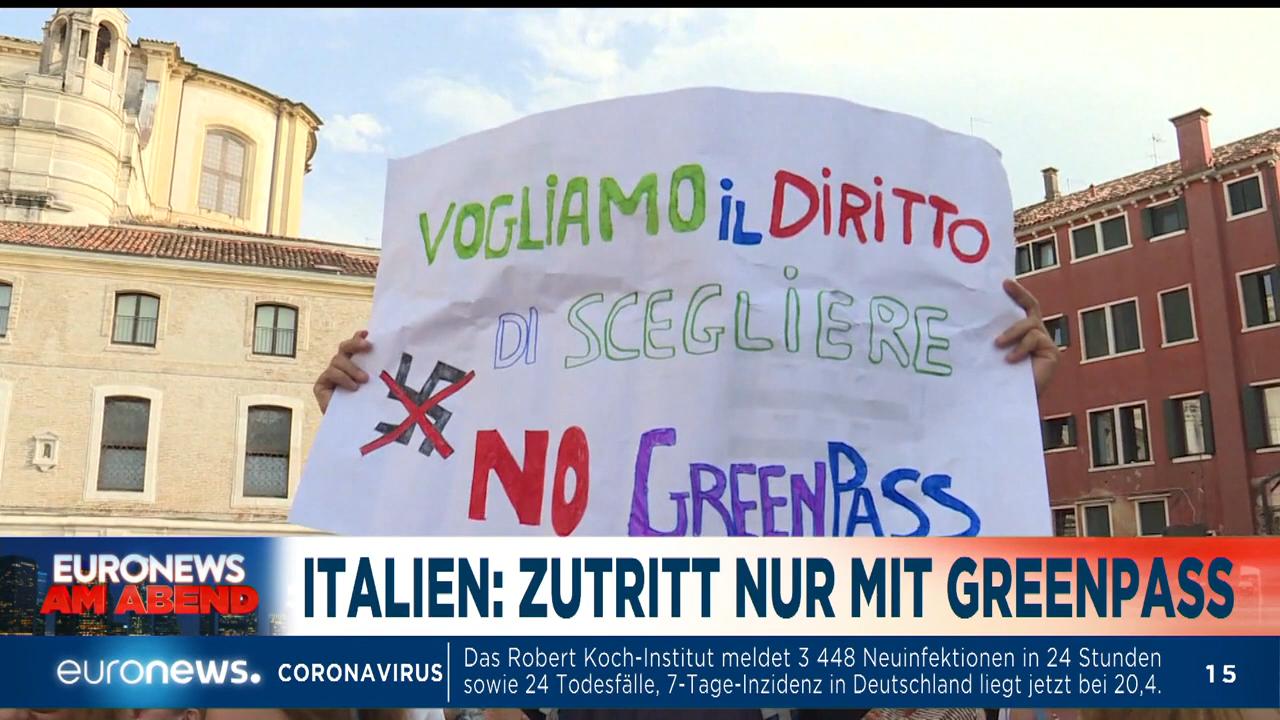 VOGLiAMO iL DiRiTTO
Di SCEGLiERE
NO GREENPASS
EURONEWS
AM ABEND
ITALIEN: ZUTRITT NUR MIT GREENPASS
euronews.
CORONAVIRUS
Das Robert Koch-Institut meldet 3 448 Neuinfektionen in 24 Stunden
sowie 24 Todesfälle, 7-Tage-Inzidenz in Deutschland liegt jetzt bei 20,4.
15